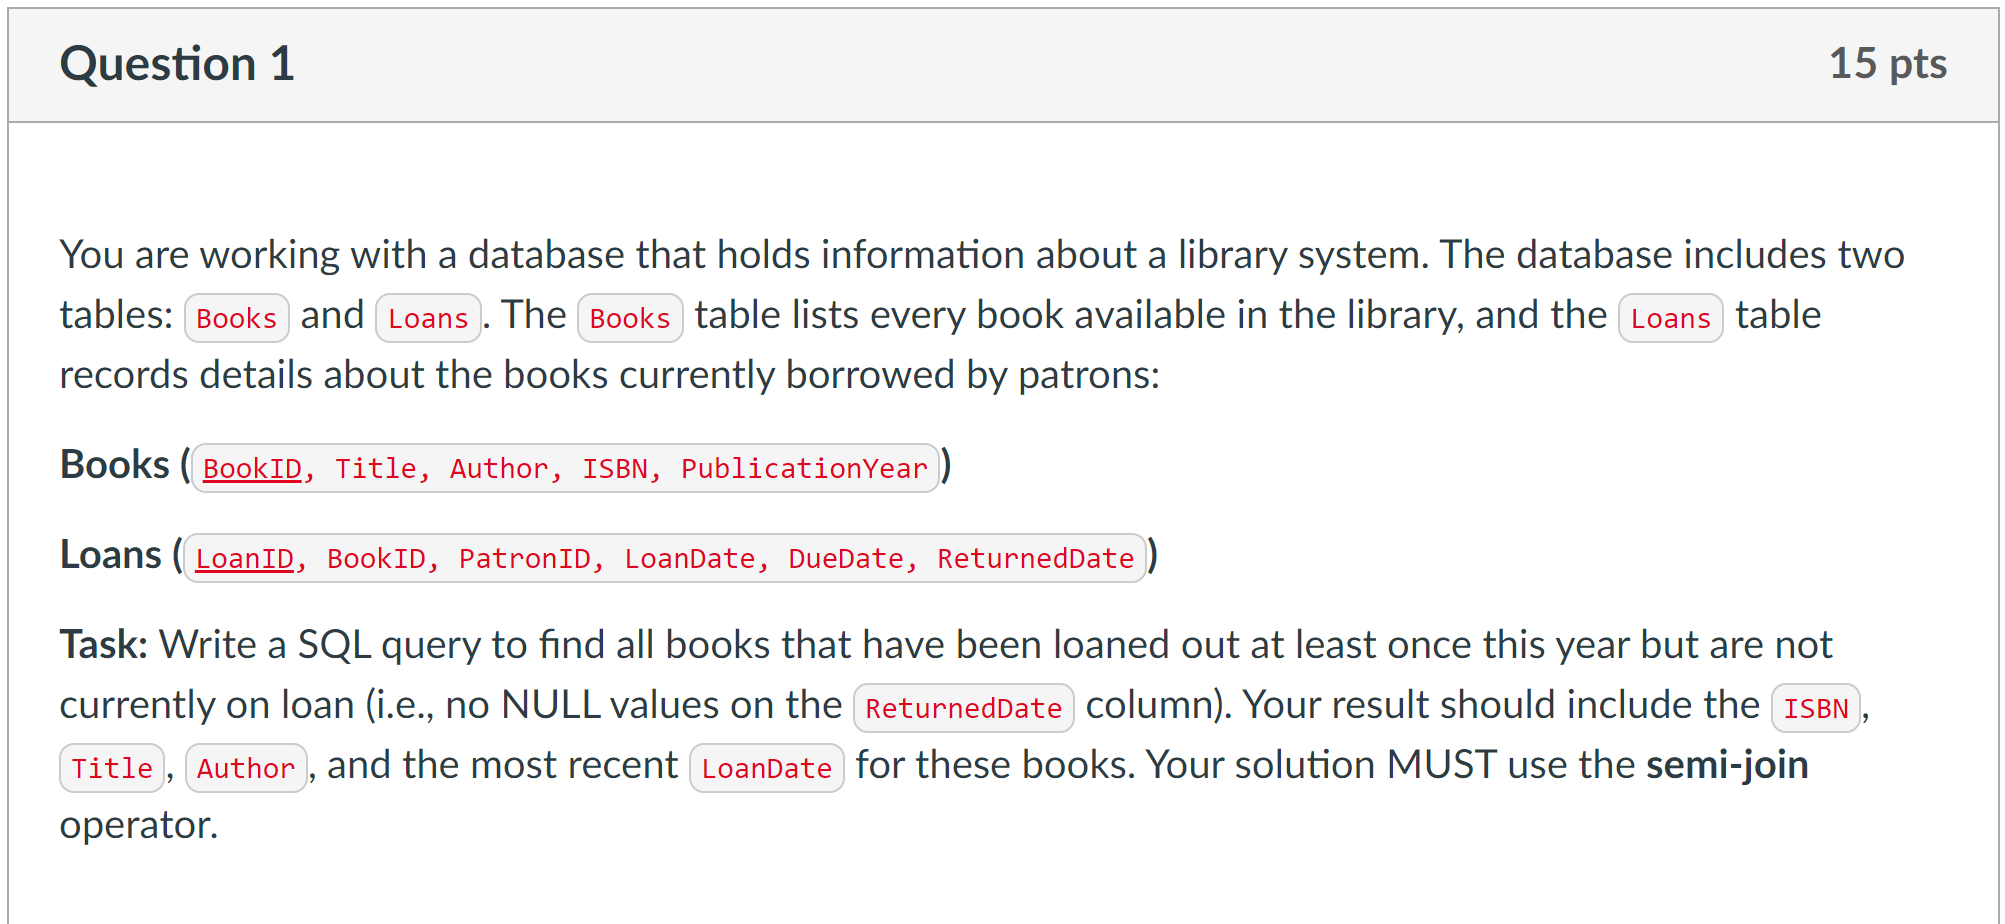 Question 1 15 pts
You are working with a database that holds information about a library system. The database includes two
tables: Books and Loans. The Books table lists every book available in the library, and the Loans table
records details about the books currently borrowed by patrons:
Books (BookID, Title, Author, ISBN, PublicationYear)
Loans (LoanID, BookID, PatronID, LoanDate, DueDate, ReturnedDate)
Task: Write a SQL query to find all books that have been loaned out at least once this year but are not
currently on loan (i.e., no NULL values on the ReturnedDate column). Your result should include the ISBN,
Title, Author, and the most recent LoanDate for these books. Your solution MUST use the semi-join
operator.